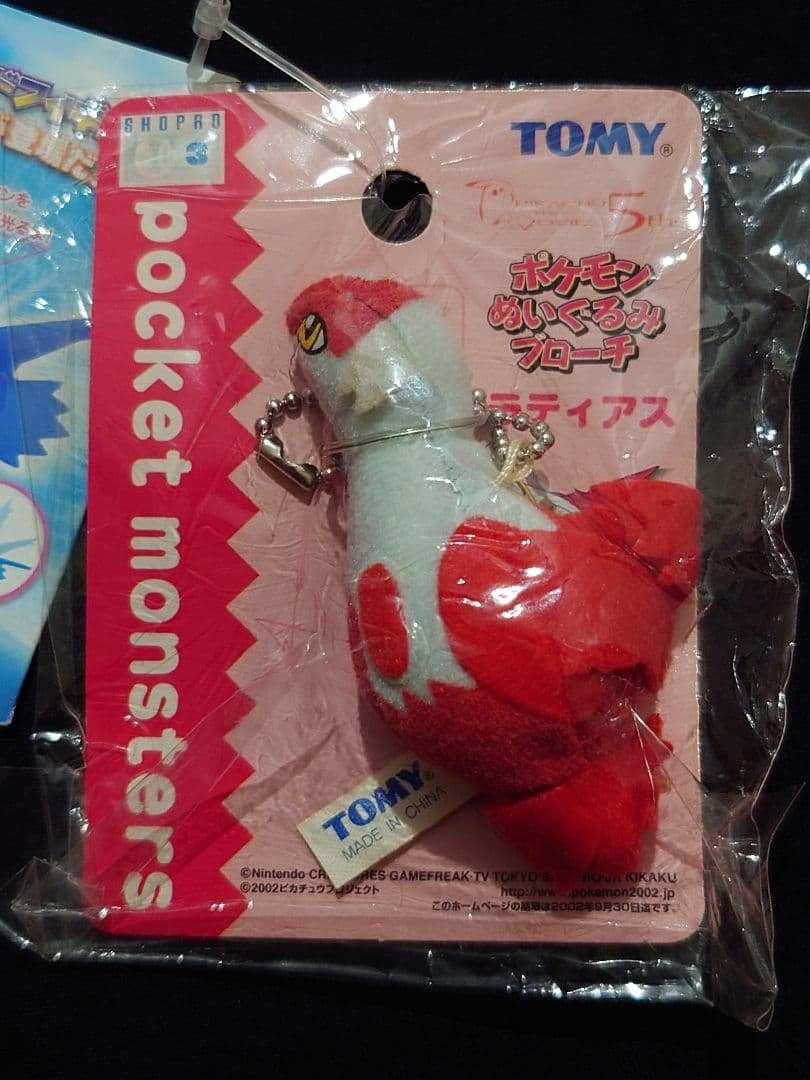 SHOPRO
3
TOMY®
5th
ポケモン
ぬいぐるみ
ブローチ
ラティアス
pocket monsters
TOMY®
MADE IN CHINA
©Nintendo・CREATURES・GAMEFREAK・TV TOKYO KIKAKU
©2002ピカチュウプロジェクト
.pokemon2002.jp
このホームページの期限は2002年9月30日迄です。